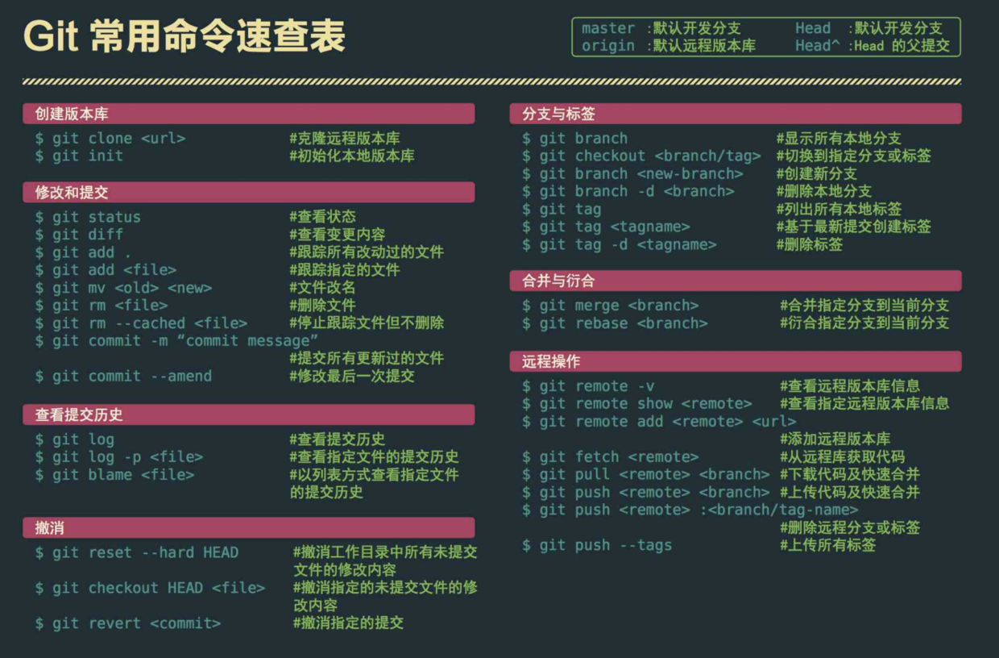 Git 常用命令速查表
master :默认开发分支 Head :默认开发分支
origin :默认远程版本库 Head^ :Head 的父提交
创建版本库
$ git clone <url> #克隆远程版本库
$ git init #初始化本地版本库
修改和提交
$ git status #查看状态
$ git diff #查看变更内容
$ git add . #跟踪所有改动过的文件
$ git add <file> #跟踪指定的文件
$ git mv <old> <new> #文件改名
$ git rm <file> #删除文件
$ git rm --cached <file> #停止跟踪文件但不删除
$ git commit -m “commit message”
#提交所有更新过的文件
$ git commit --amend #修改最后一次提交
查看提交历史
$ git log #查看提交历史
$ git log -p <file> #查看指定文件的提交历史
$ git blame <file> #以列表方式查看指定文件
的提交历史
撤消
$ git reset --hard HEAD #撤消工作目录中所有未提交
文件的修改内容
$ git checkout HEAD <file> #撤消指定的未提交文件的修
改内容
$ git revert <commit> #撤消指定的提交
分支与标签
$ git branch #显示所有本地分支
$ git checkout <branch/tag> #切换到指定分支或标签
$ git branch <new-branch> #创建新分支
$ git branch -d <branch> #删除本地分支
$ git tag #列出所有本地标签
$ git tag <tagname> #基于最新提交创建标签
$ git tag -d <tagname> #删除标签
合并与衍合
$ git merge <branch> #合并指定分支到当前分支
$ git rebase <branch> #衍合指定分支到当前分支
远程操作
$ git remote -v #查看远程版本库信息
$ git remote show <remote> #查看指定远程版本库信息
$ git remote add <remote> <url>
#添加远程版本库
$ git fetch <remote> #从远程库获取代码
$ git pull <remote> <branch> #下载代码及快速合并
$ git push <remote> <branch> #上传代码及快速合并
$ git push <remote> :<branch/tag-name>
#删除远程分支或标签
$ git push --tags #上传所有标签